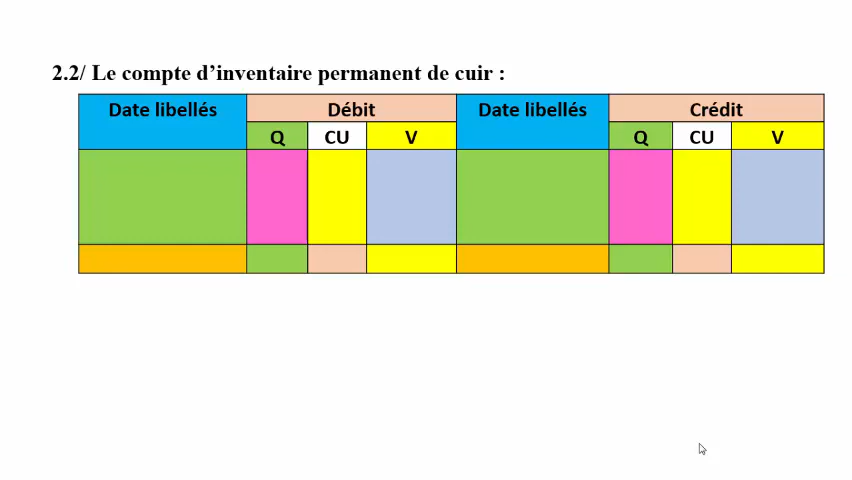 2.2/ Le compte d’inventaire permanent de cuir :
Date libellés Débit Date libellés Crédit
Q CU V Q CU V